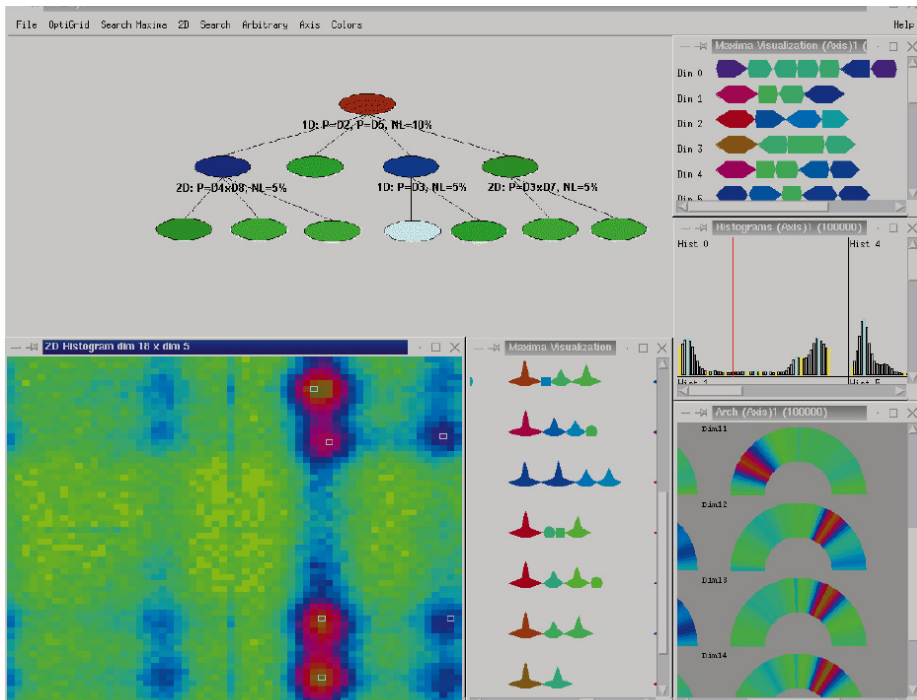 File OptiGrid Search Maxima 2D Search Arbitrary Axis Colors Help
1D: P=D2, P=D5, NL=10%
2D: P=D4xD8, NL=5%
1D: P=D3, NL=5%
2D: P=D3xD7, NL=5%
Maxima Visualization (Axis)1 (
Dim 0
Dim 1
Dim 2
Dim 3
Dim 4
Dim 5
Histograms (Axis)1 (100000)
Hist 0
Hist 4
Hist 1
Hist 5
2D Histogram dim 18 x dim 5
Maxima Visualization
Arch (Axis)1 (100000)
Dim11
Dim12
Dim13
Dim14